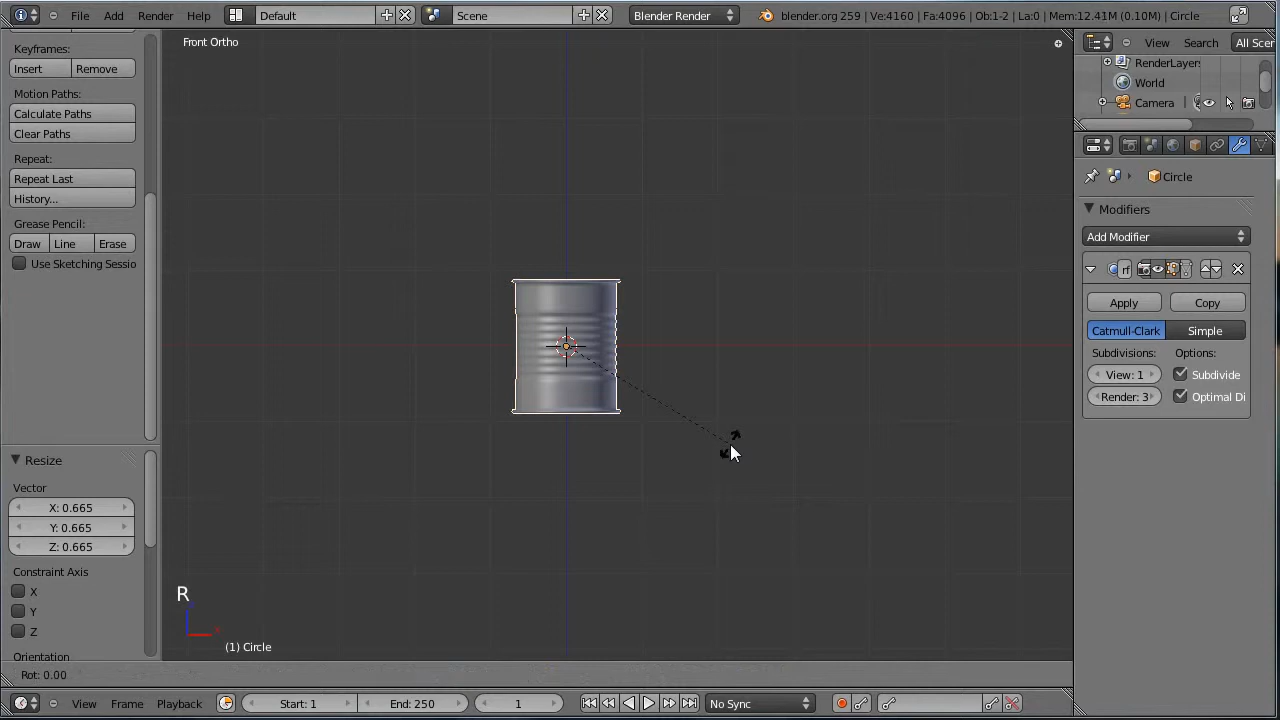 File Add Render Help Default Scene Blender Render blender.org 259 | Ve:4160 | Fa:4096 | Ob:1-2 | La:0 | Mem:12.41M (0.10M) | Circle
Front Ortho
Keyframes:
Insert Remove
Motion Paths:
Calculate Paths
Clear Paths
Repeat:
Repeat Last
History...
Grease Pencil:
Draw Line Erase
Use Sketching Sessio
Resize
Vector
X: 0.665
Y: 0.665
Z: 0.665
Constraint Axis
X
Y
Z
Orientation
R
(1) Circle
Rot: 0.00
View Search All Scen
RenderLayers
World
Camera
Circle
Modifiers
Add Modifier
rf
Apply Copy
Catmull-Clark Simple
Subdivisions: Options:
View: 1 Subdivide
Render: 3 Optimal Di
View Frame Playback Start: 1 End: 250 1 No Sync